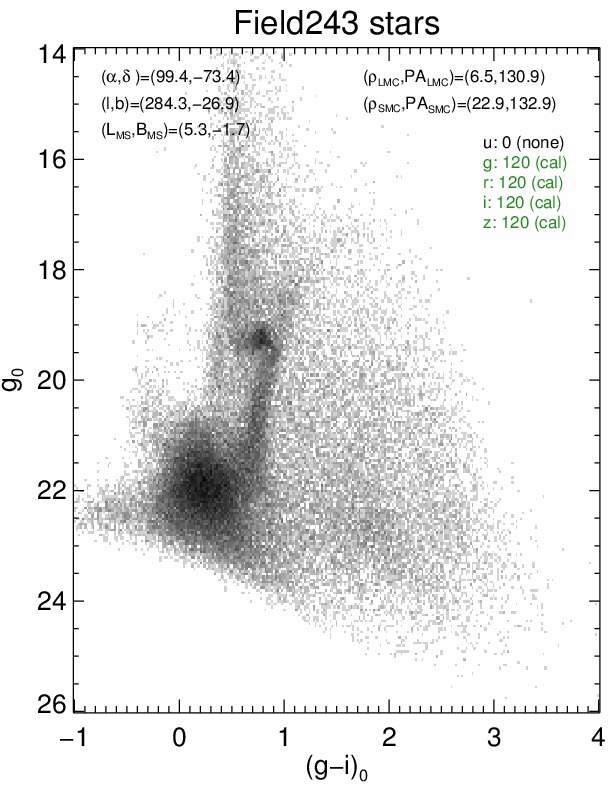 Field243 stars
(α,δ )=(99.4,−73.4)
(ρLMC,PALMC)=(6.5,130.9)
(l,b)=(284.3,−26.9)
(ρSMC,PASMC)=(22.9,132.9)
(LMS,BMS)=(5.3,−1.7)
u: 0 (none)
g: 120 (cal)
r: 120 (cal)
i: 120 (cal)
z: 120 (cal)
14
16
18
20
22
24
26
g0
−1 0 1 2 3 4
(g−i)0